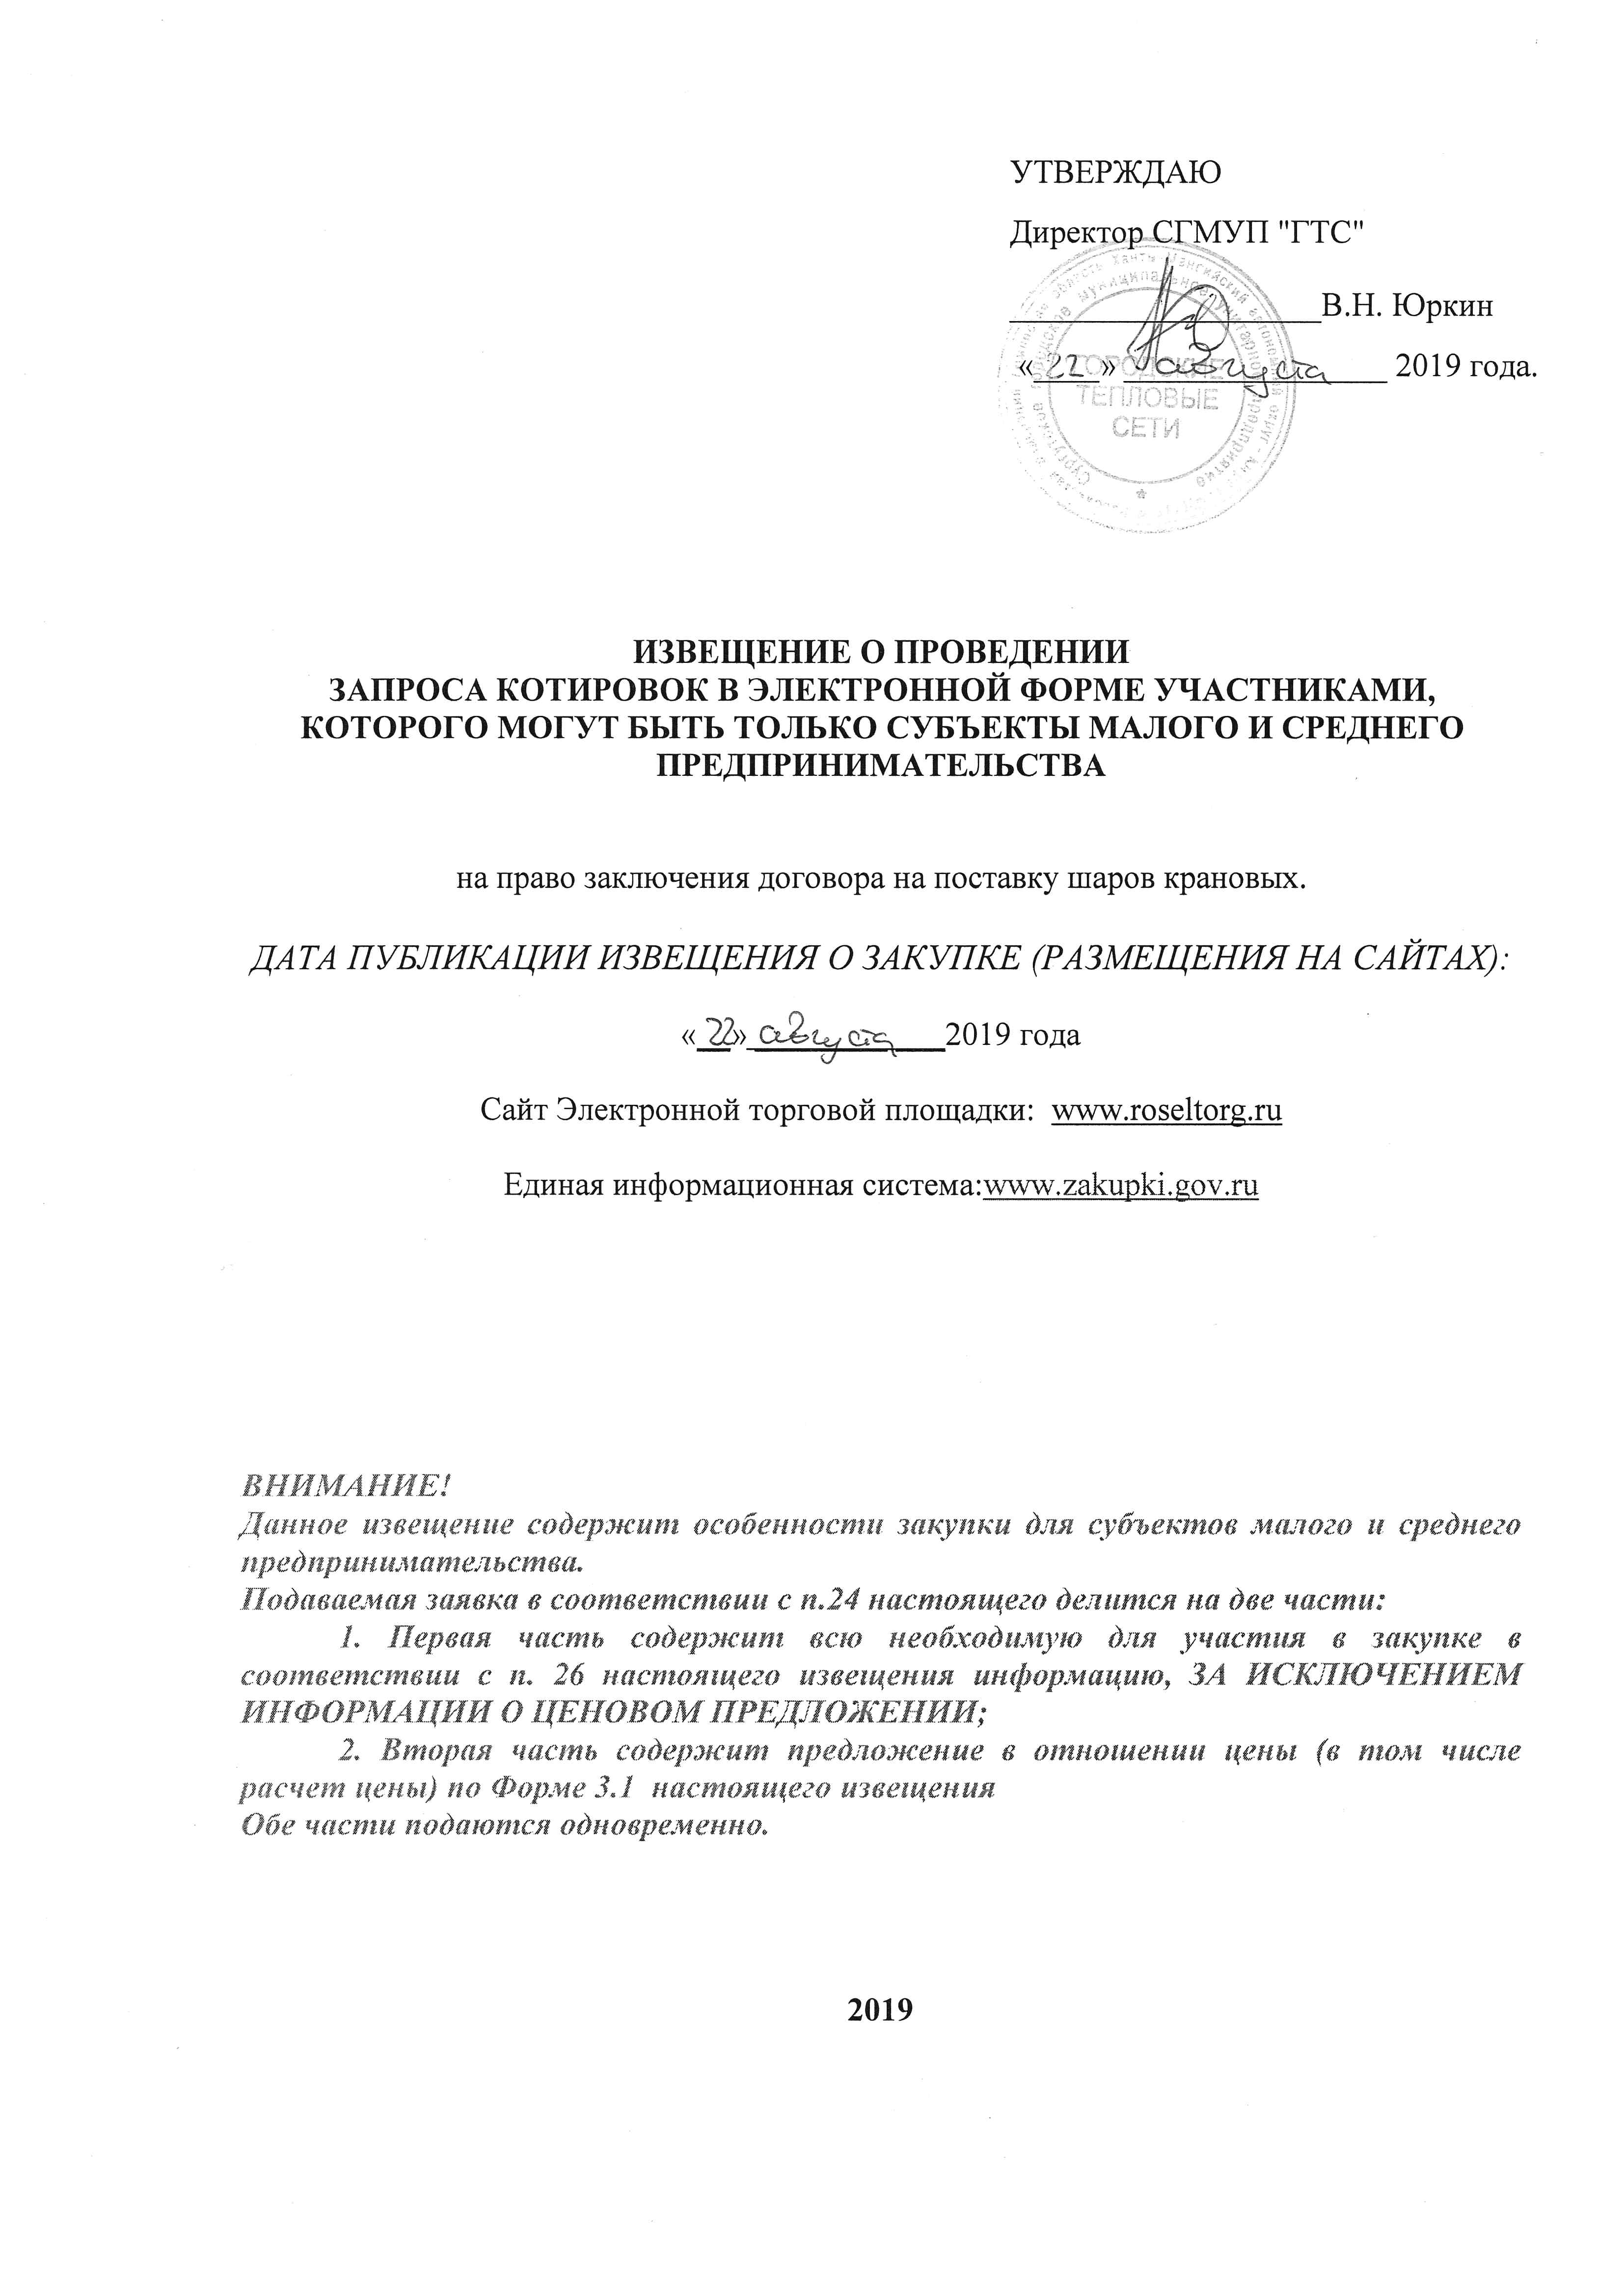 УТВЕРЖДАЮ
Директор СГМУП "ГТС"
В.Н. Юркин
«22» августа 2019 года.
ГОРОДСКИЕ
ТЕПЛОВЫЕ
СЕТИ
ИЗВЕЩЕНИЕ О ПРОВЕДЕНИИ
ЗАПРОСА КОТИРОВОК В ЭЛЕКТРОННОЙ ФОРМЕ УЧАСТНИКАМИ,
КОТОРОГО МОГУТ БЫТЬ ТОЛЬКО СУБЪЕКТЫ МАЛОГО И СРЕДНЕГО
ПРЕДПРИНИМАТЕЛЬСТВА
на право заключения договора на поставку шаров крановых.
ДАТА ПУБЛИКАЦИИ ИЗВЕЩЕНИЯ О ЗАКУПКЕ (РАЗМЕЩЕНИЯ НА САЙТАХ):
«22» августа 2019 года
Сайт Электронной торговой площадки: www.roseltorg.ru
Единая информационная система:www.zakupki.gov.ru
ВНИМАНИЕ!
Данное извещение содержит особенности закупки для субъектов малого и среднего
предпринимательства.
Подаваемая заявка в соответствии с п.24 настоящего делится на две части:
1. Первая часть содержит всю необходимую для участия в закупке в
соответствии с п. 26 настоящего извещения информацию, ЗА ИСКЛЮЧЕНИЕМ
ИНФОРМАЦИИ О ЦЕНОВОМ ПРЕДЛОЖЕНИИ;
2. Вторая часть содержит предложение в отношении цены (в том числе
расчет цены) по Форме 3.1 настоящего извещения
Обе части подаются одновременно.
2019